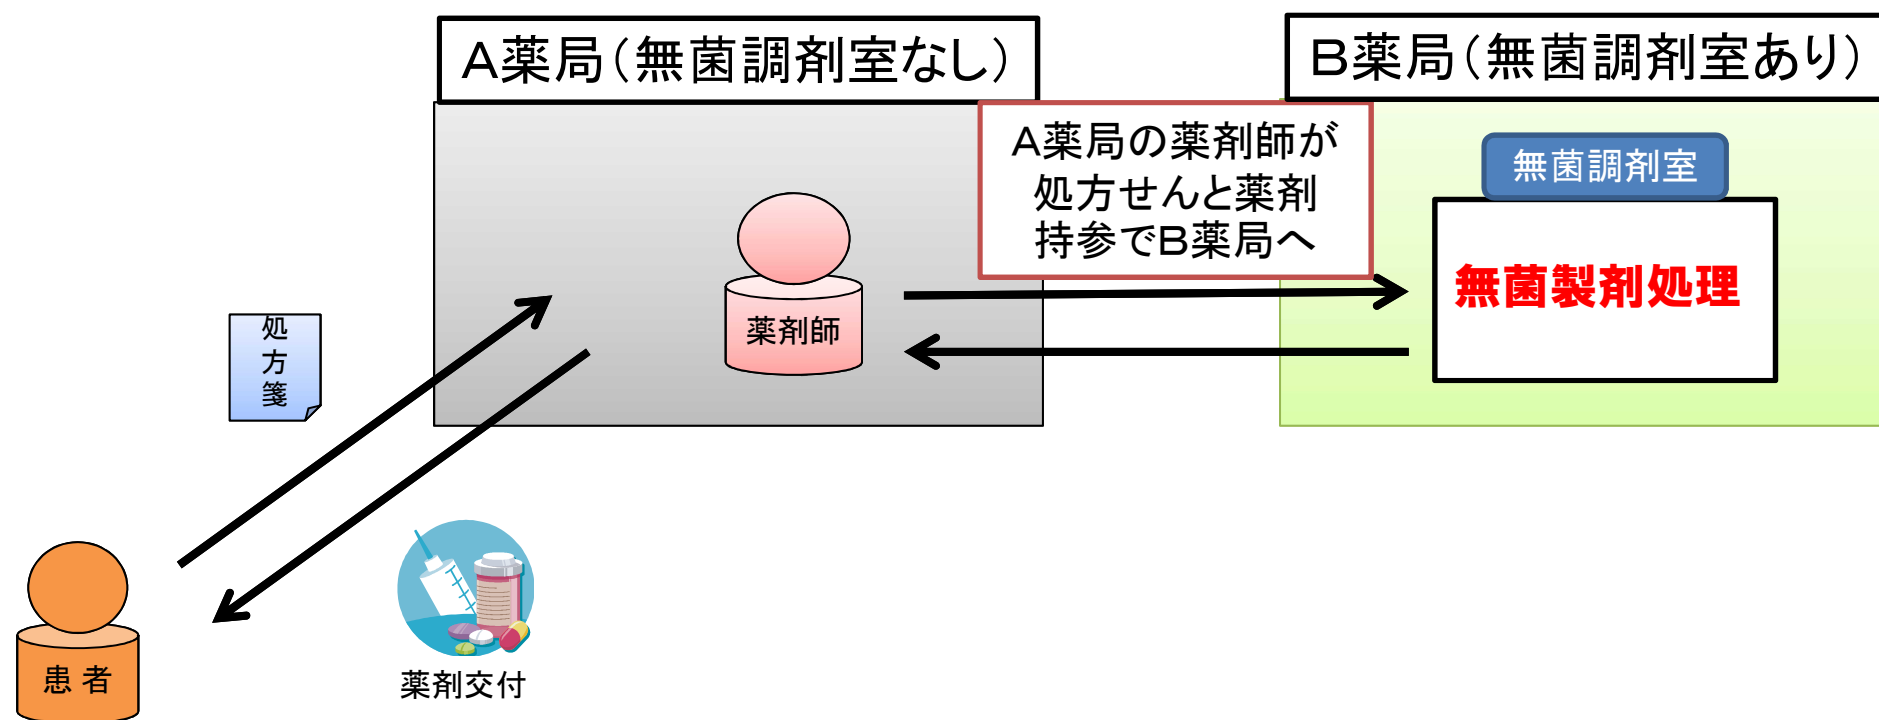 A薬局（無菌調剤室なし）
B薬局（無菌調剤室あり）
A薬局の薬剤師が
処方せんと薬剤
持参でB薬局へ
無菌調剤室
無菌製剤処理
薬剤師
処
方
箋
患 者
薬剤交付